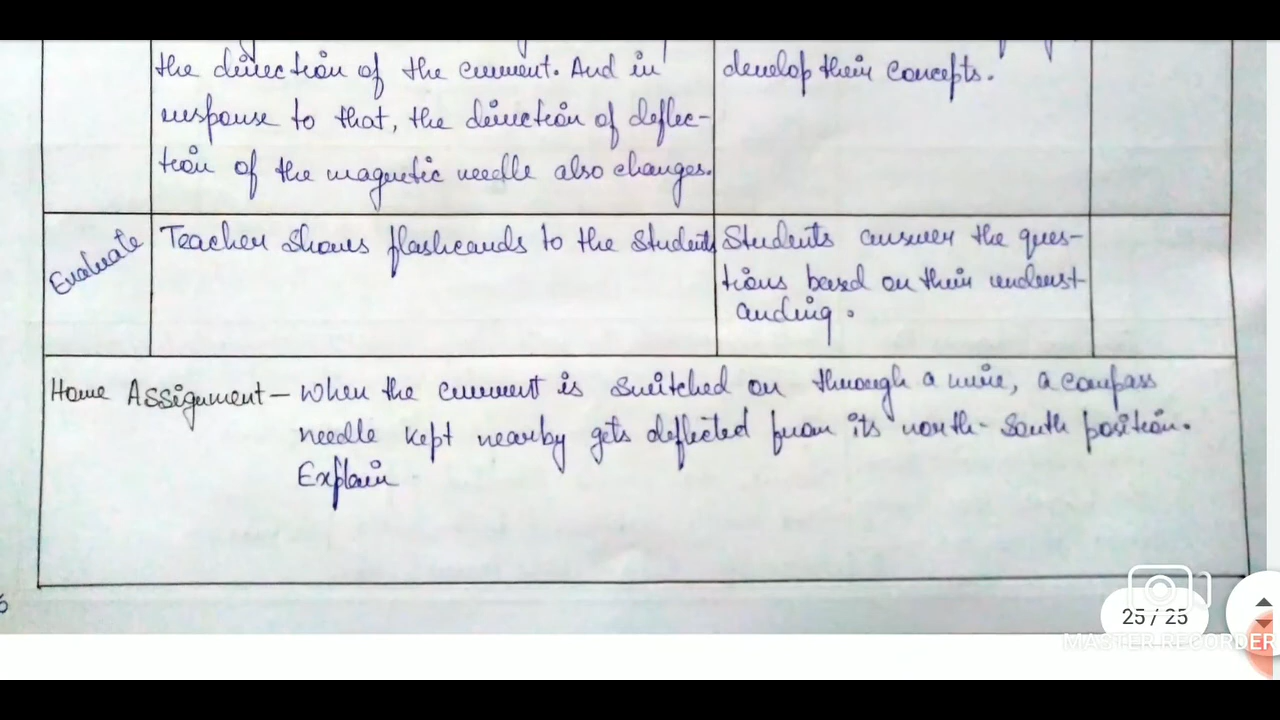 the direction of the current. And in
response to that, the direction of deflec-
tion of the magnetic needle also changes.
develop their concepts.
Evaluate
Teacher shows flashcards to the students
Students answer the ques-
tions based on their underst
anding.
Home Assignment - When the current is switched on through a wire, a compass
needle kept nearby gets deflected from its north-south position.
Explain
25 / 25
MASTER RECORDER